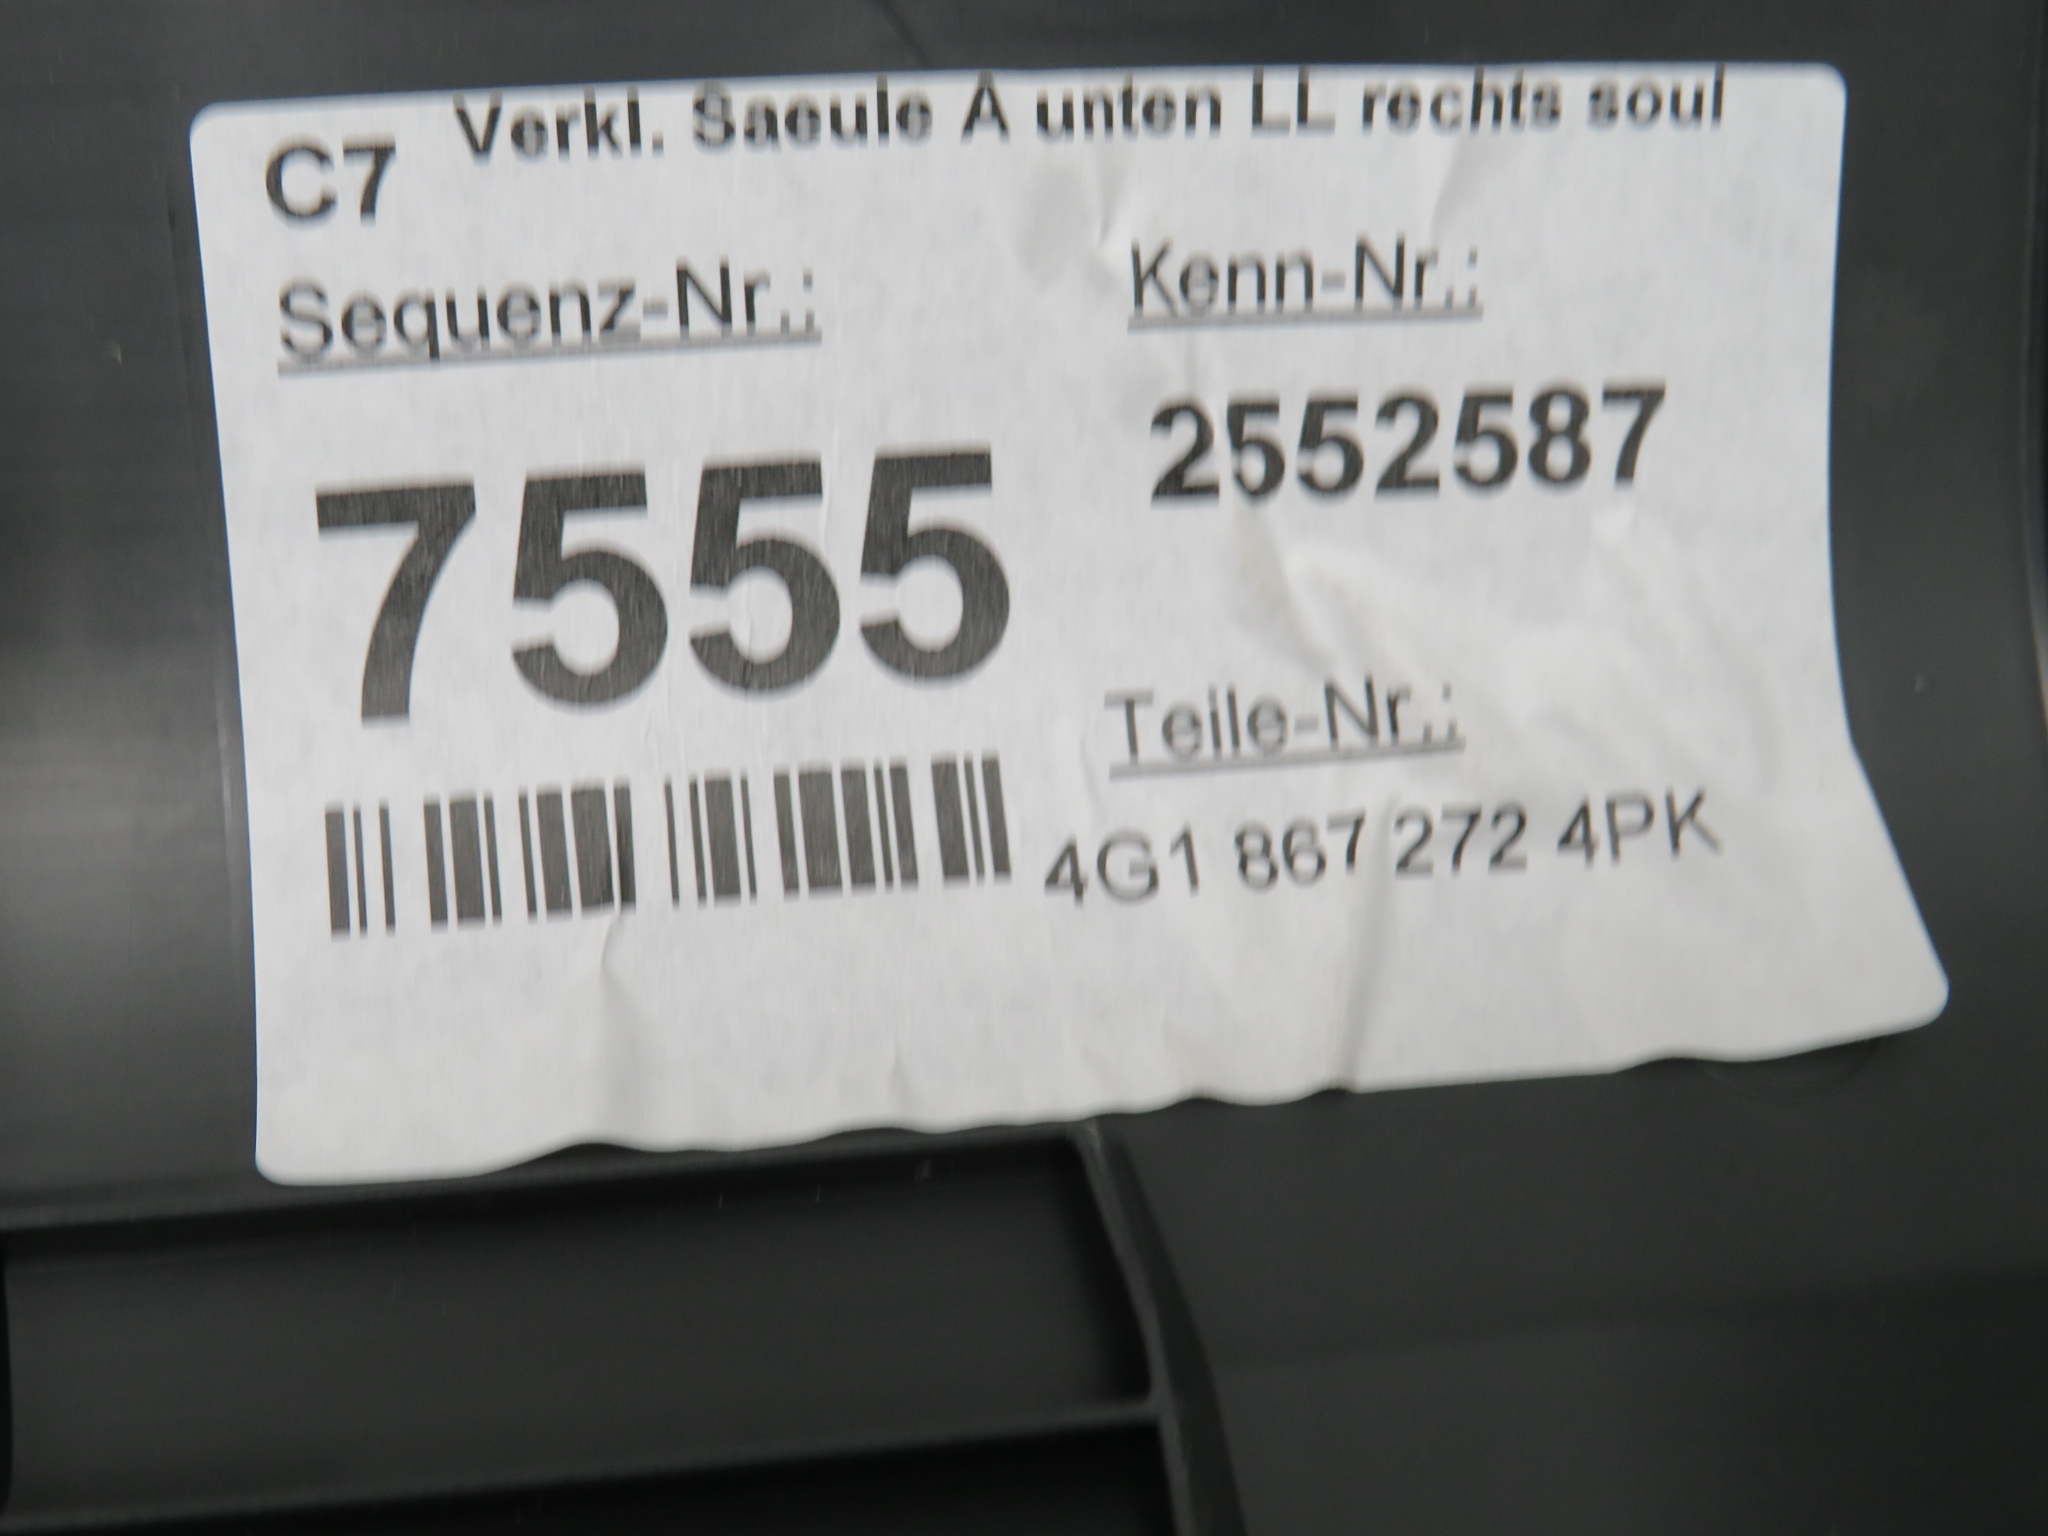 C7 Verkl. Saeule A unten LL rechts soul
Sequenz-Nr.: Kenn-Nr.:
7555 2552587
Teile-Nr.:
4G1 867 272 4PK